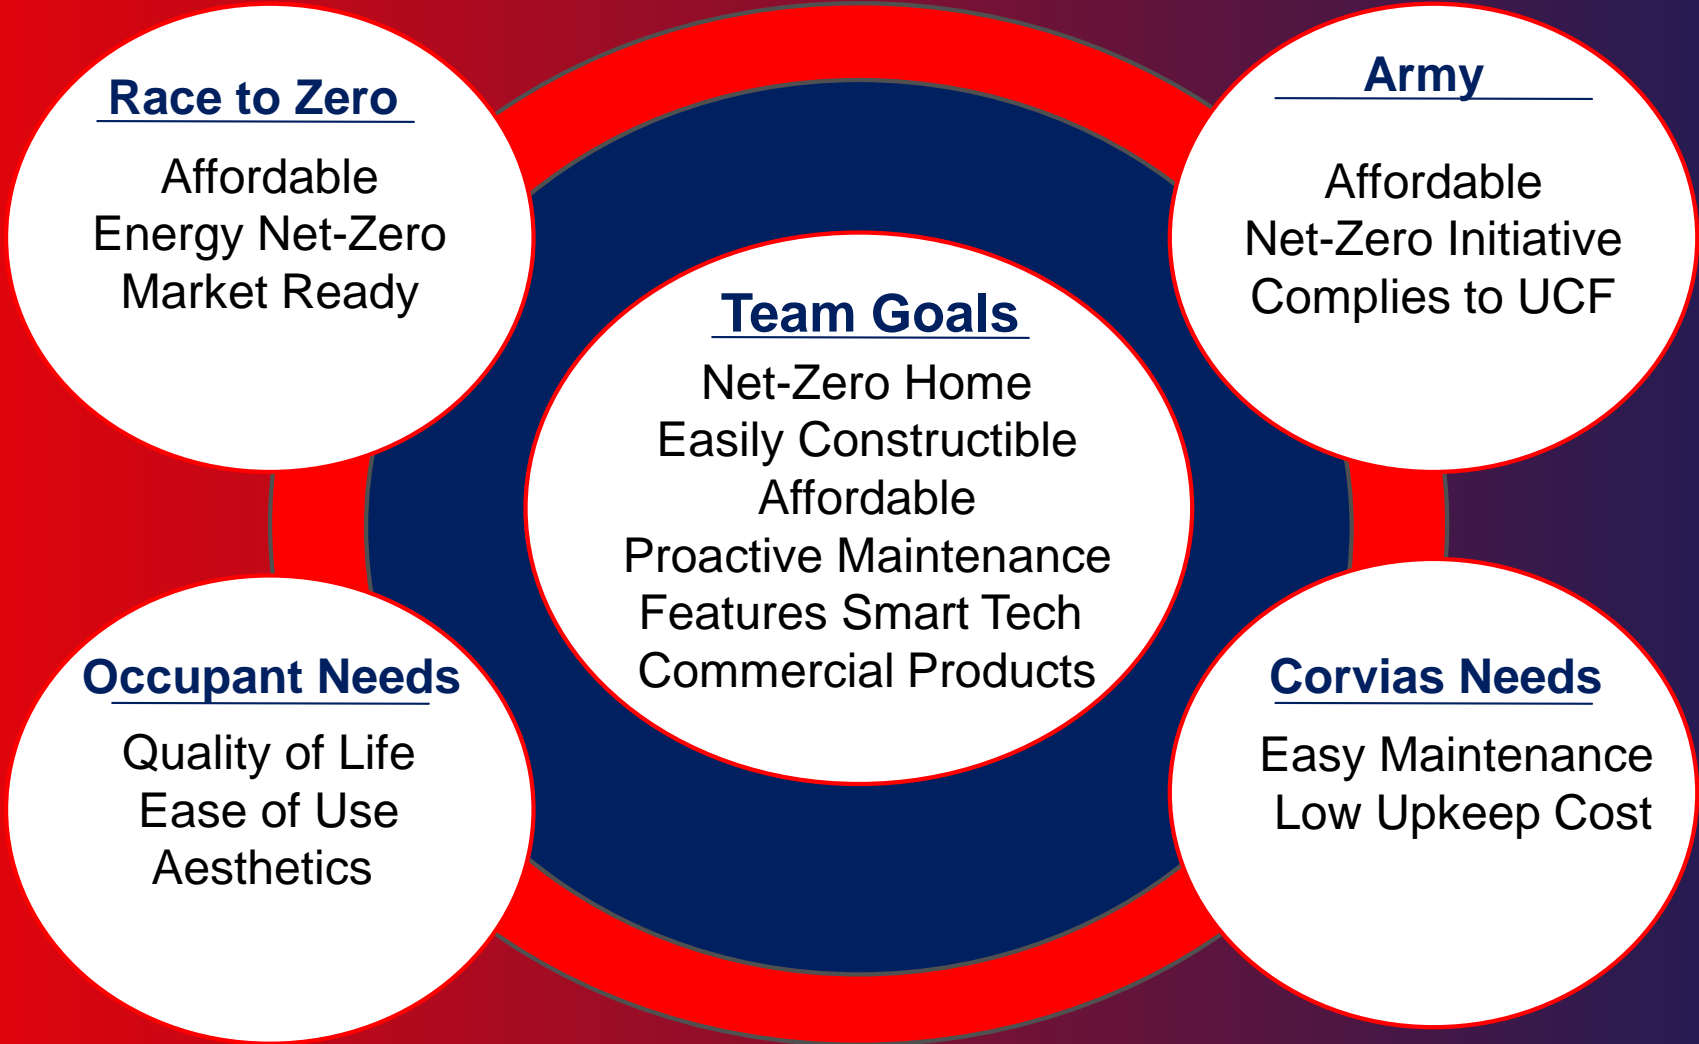 Race to Zero
Affordable
Energy Net-Zero
Market Ready
Army
Affordable
Net-Zero Initiative
Complies to UCF
Team Goals
Net-Zero Home
Easily Constructible
Affordable
Proactive Maintenance
Features Smart Tech
Commercial Products
Occupant Needs
Quality of Life
Ease of Use
Aesthetics
Corvias Needs
Easy Maintenance
Low Upkeep Cost